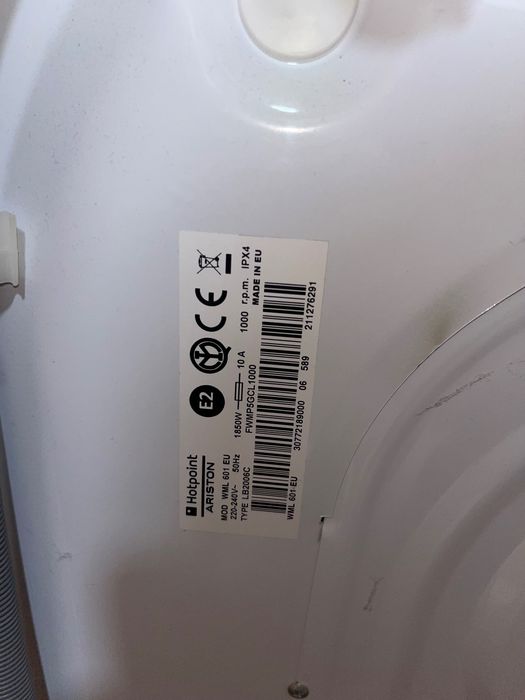 Hotpoint
ARISTON
E2
CE
MOD WML 601 EU
220-240V~ 50Hz 1850W 10 A 1000 r.p.m. IPX4
TYPE LB2006C FWMP5GCL1000 MADE IN EU
30772189000 06 589 211276291
WML 601 EU